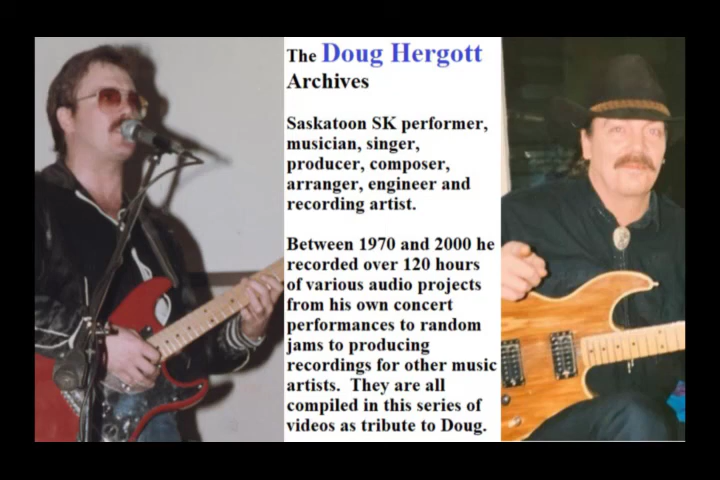 The Doug Hergott
Archives
Saskatoon SK performer,
musician, singer,
producer, composer,
arranger, engineer and
recording artist.
Between 1970 and 2000 he
recorded over 120 hours
of various audio projects
from his own concert
performances to random
jams to producing
recordings for other music
artists.  They are all
compiled in this series of
videos as tribute to Doug.